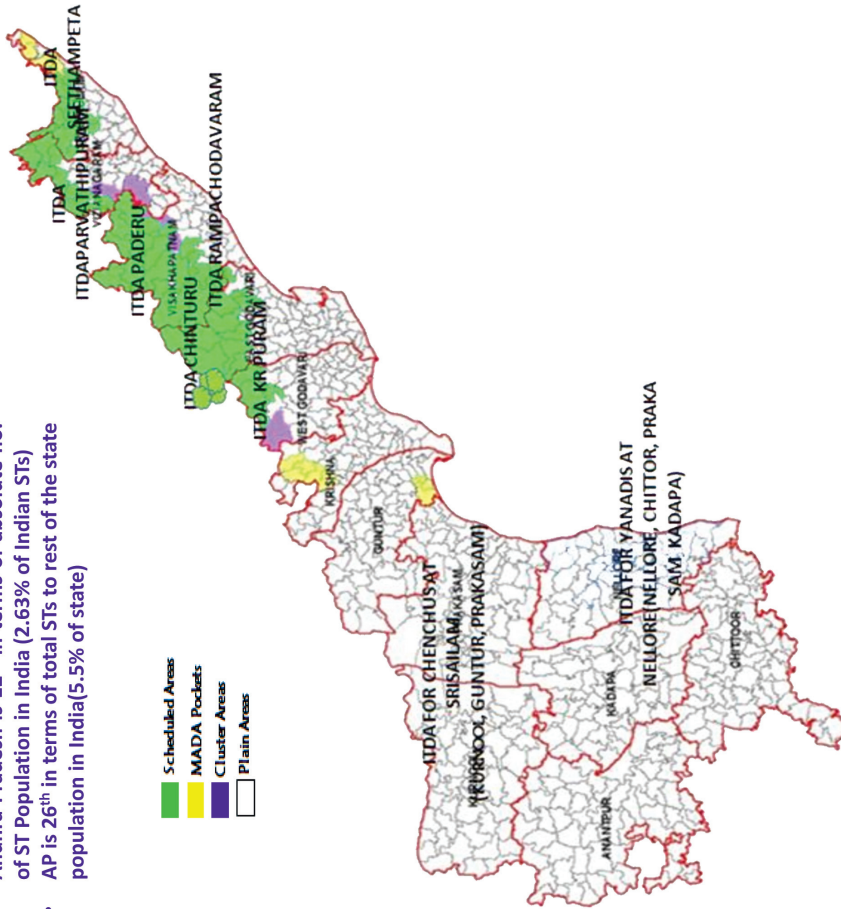 of ST Population in India (2.63% of Indian STs)
• AP is 26th in terms of total STs to rest of the state
population in India(5.5% of state)
Scheduled Areas
MADA Pockets
Cluster Areas
Plain Areas
ITDA
SEETHAMPETA
ITDA
ITDAPARVATHIPURAM
VIZIANAGARAM
ITDA PADERU
VISAKHAPATNAM
ITDA RAMPACHODAVARAM
ITDA CHINTURU
EAST GODAVARI
ITDA KR PURAM
WEST GODAVARI
KRISHNA
GUNTUR
ITDA FOR CHENCHUS AT
SRISAILAM
(KURNOOL, GUNTUR, PRAKASAM)
ITDA FOR YANADIS AT
NELLORE(NELLORE, CHITTOR, PRAKA
SAM, KADAPA)
NELLORE
KADAPA
ANANTPUR
CHITTOOR